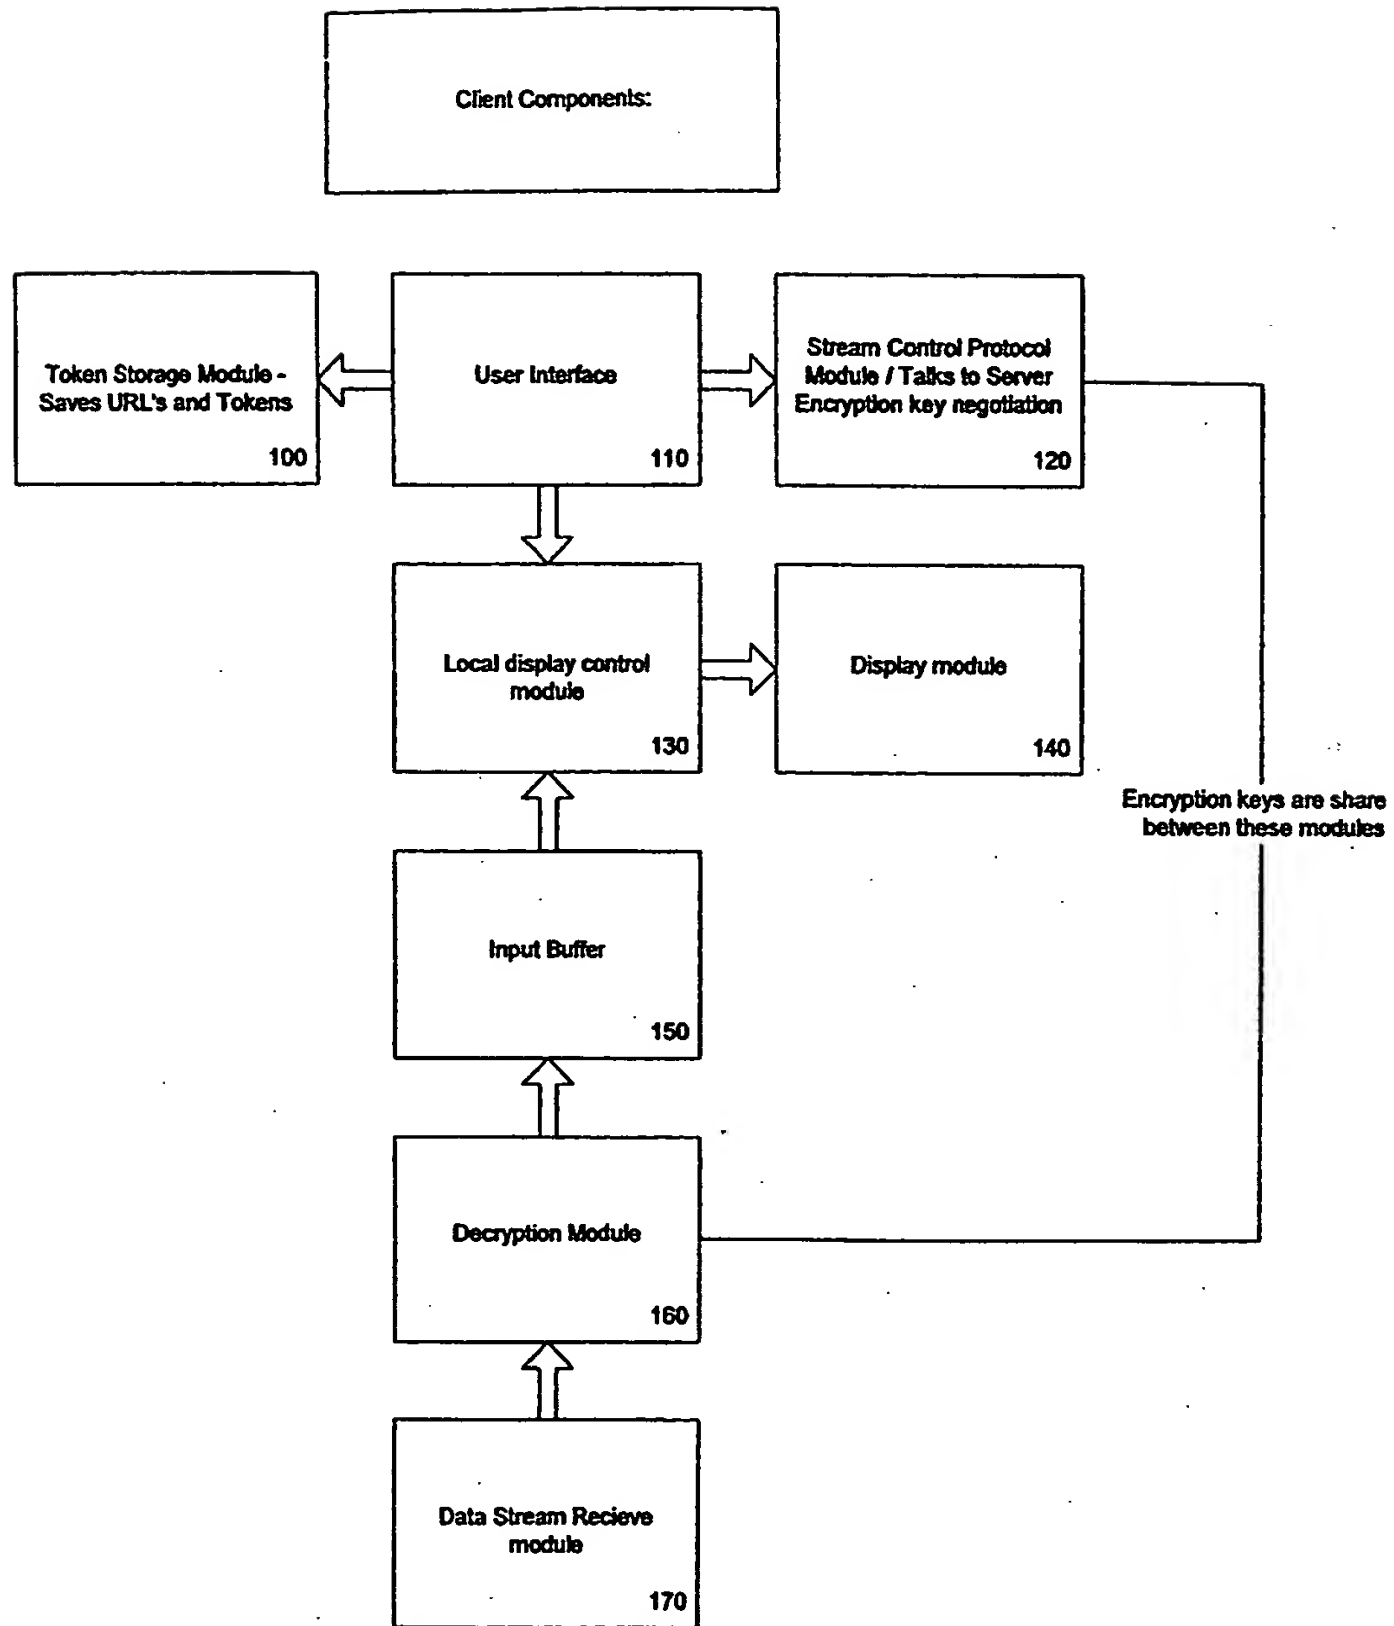 Client Components:
Token Storage Module -
Saves URL's and Tokens
100
User Interface
110
Stream Control Protocol
Module / Talks to Server
Encryption key negotiation
120
Local display control
module
130
Display module
140
Encryption keys are share
between these modules
Input Buffer
150
Decryption Module
160
Data Stream Recieve
module
170